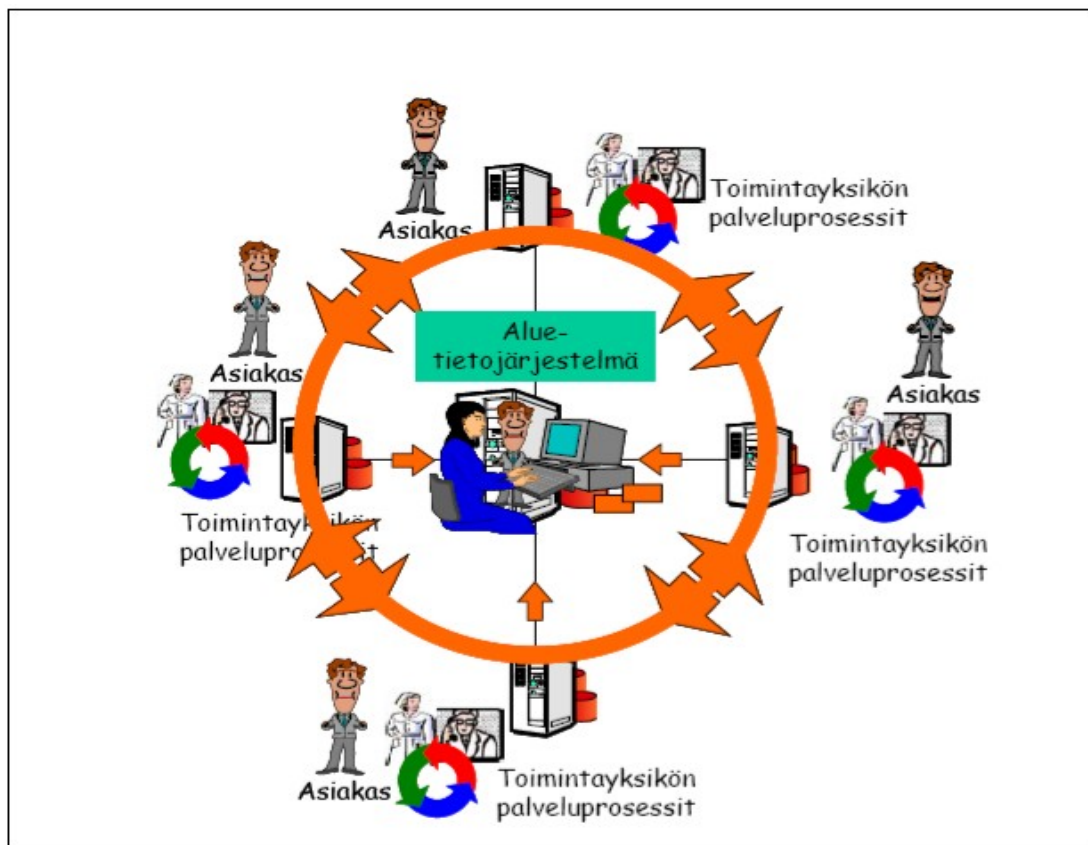 Asiakas
Toimintayksikön
palveluprosessit
Asiakas
Alue-
tietojärjestelmä
Asiakas
Toimintayksikön
palveluprosessit
Toimintayksikön
palveluprosessit
Asiakas
Toimintayksikön
palveluprosessit